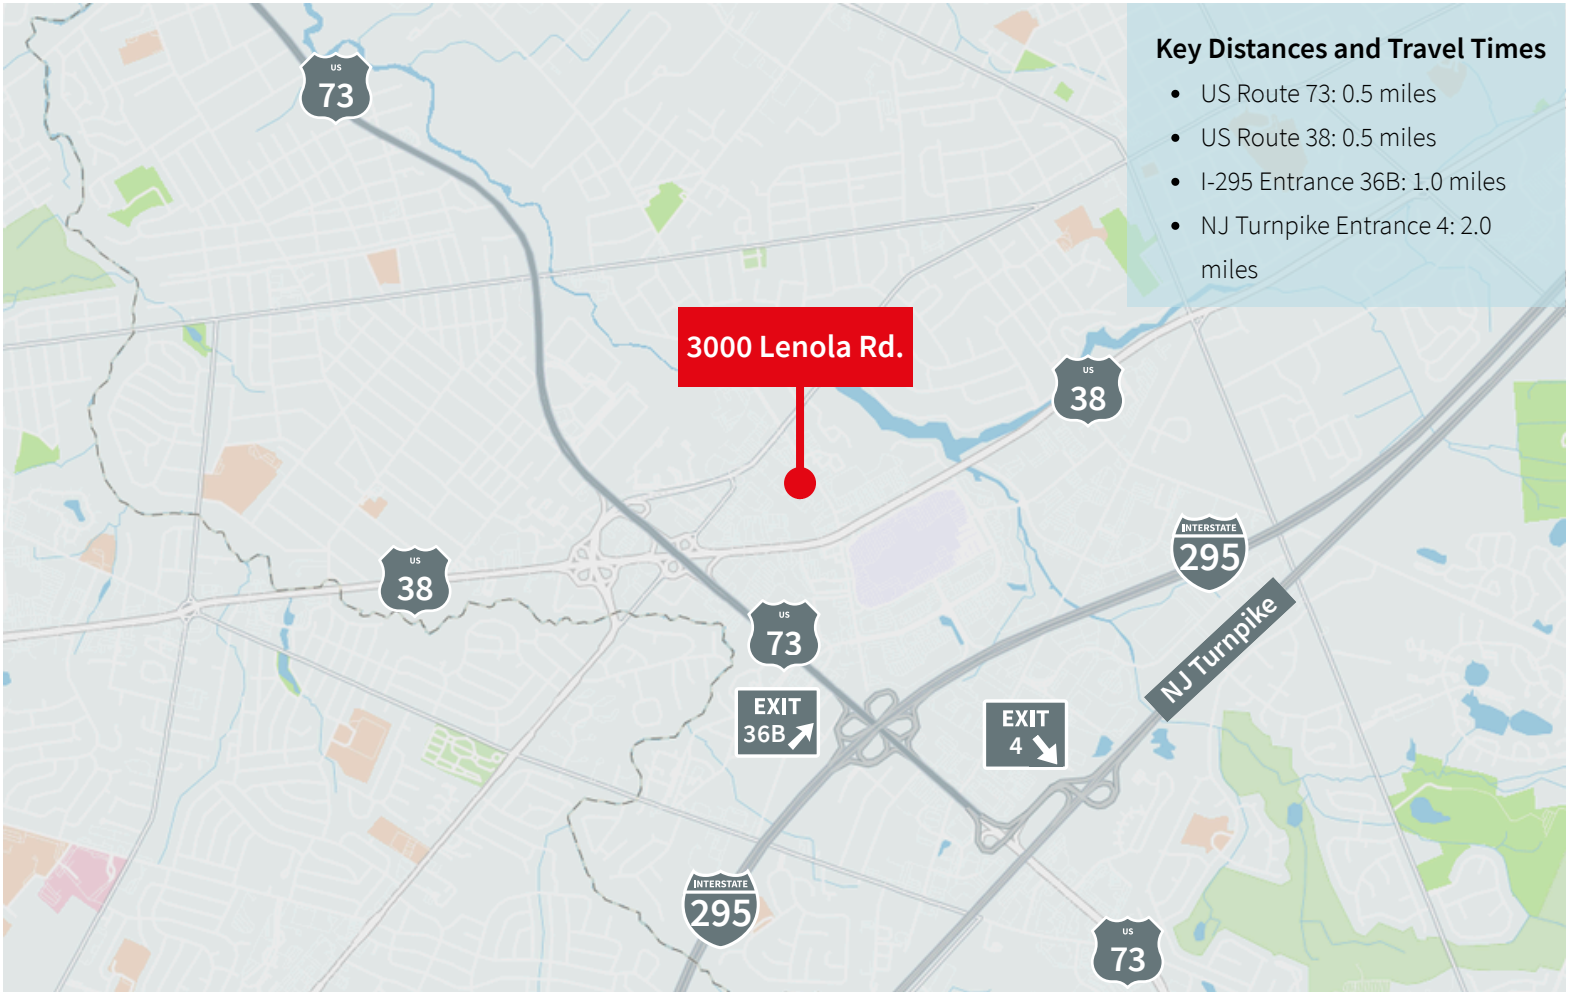 Key Distances and Travel Times
• US Route 73: 0.5 miles
• US Route 38: 0.5 miles
• I-295 Entrance 36B: 1.0 miles
• NJ Turnpike Entrance 4: 2.0
miles
US
73
3000 Lenola Rd.
US
38
INTERSTATE
295
US
38
NJ Turnpike
US
73
EXIT
36B
EXIT
4
INTERSTATE
295
US
73